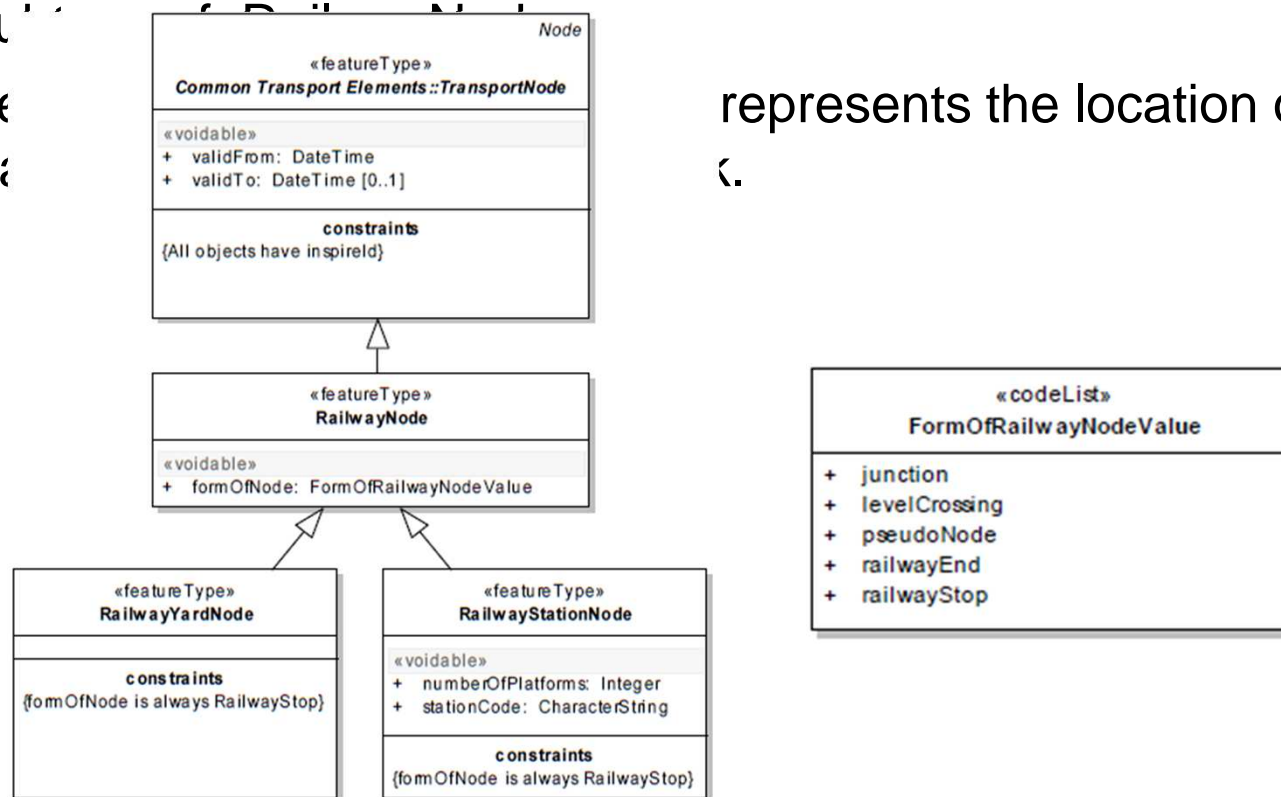 represents the location
Node
«featureType»
Common Transport Elements::TransportNode
«voidable»
+ validFrom: DateTime
+ validTo: DateTime [0..1]
constraints
{All objects have inspireId}
«featureType»
RailwayNode
«voidable»
+ formOfNode: FormOfRailwayNodeValue
«featureType»
RailwayYardNode
constraints
{formOfNode is always RailwayStop}
«featureType»
RailwayStationNode
«voidable»
+ numberOfPlatforms: Integer
+ stationCode: CharacterString
constraints
{formOfNode is always RailwayStop}
«codeList»
FormOfRailwayNodeValue
+ junction
+ levelCrossing
+ pseudoNode
+ railwayEnd
+ railwayStop